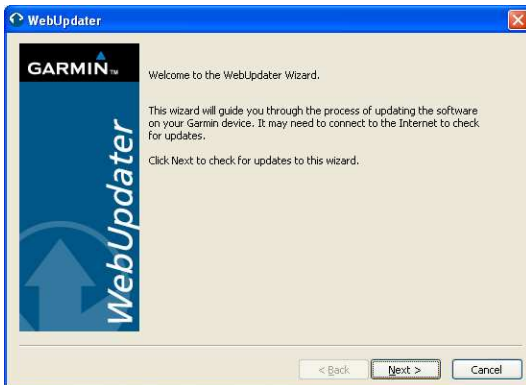 WebUpdater
GARMIN™
WebUpdater
Welcome to the WebUpdater Wizard.
This wizard will guide you through the process of updating the software
on your Garmin device. It may need to connect to the Internet to check
for updates.
Click Next to check for updates to this wizard.
< Back Next > Cancel